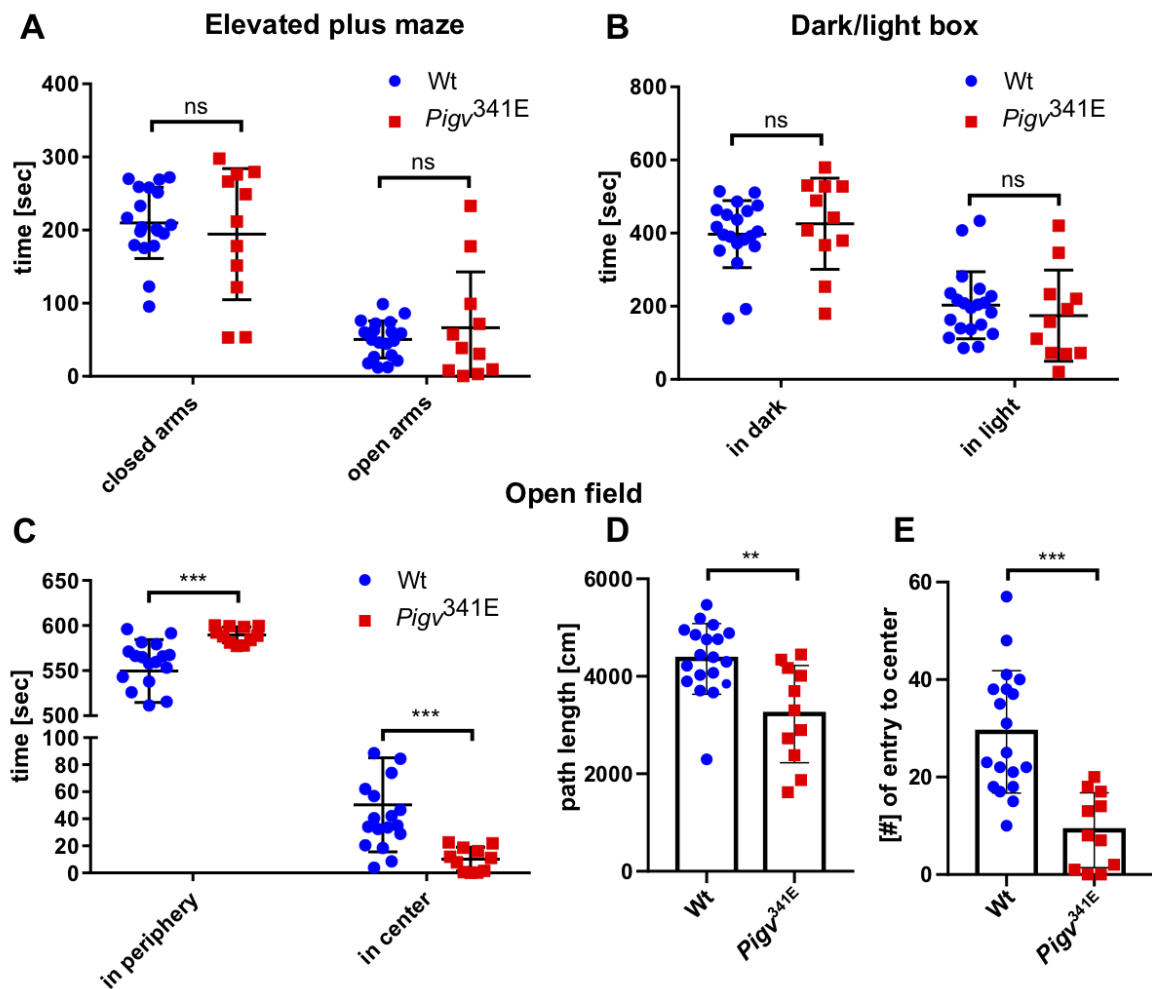 A
Elevated plus maze
B
Dark/light box
Wt
Pigv341E
ns
ns
400
300
200
100
0
time [sec]
closed arms
open arms
Wt
Pigv341E
ns
ns
800
600
400
200
0
time [sec]
in dark
in light
Open field
C
Wt
Pigv341E
***
***
650
600
550
500
100
80
60
40
20
0
time [sec]
in periphery
in center
D
**
6000
4000
2000
0
path length [cm]
Wt
Pigv341E
E
***
60
40
20
0
[#] of entry to center
Wt
Pigv341E